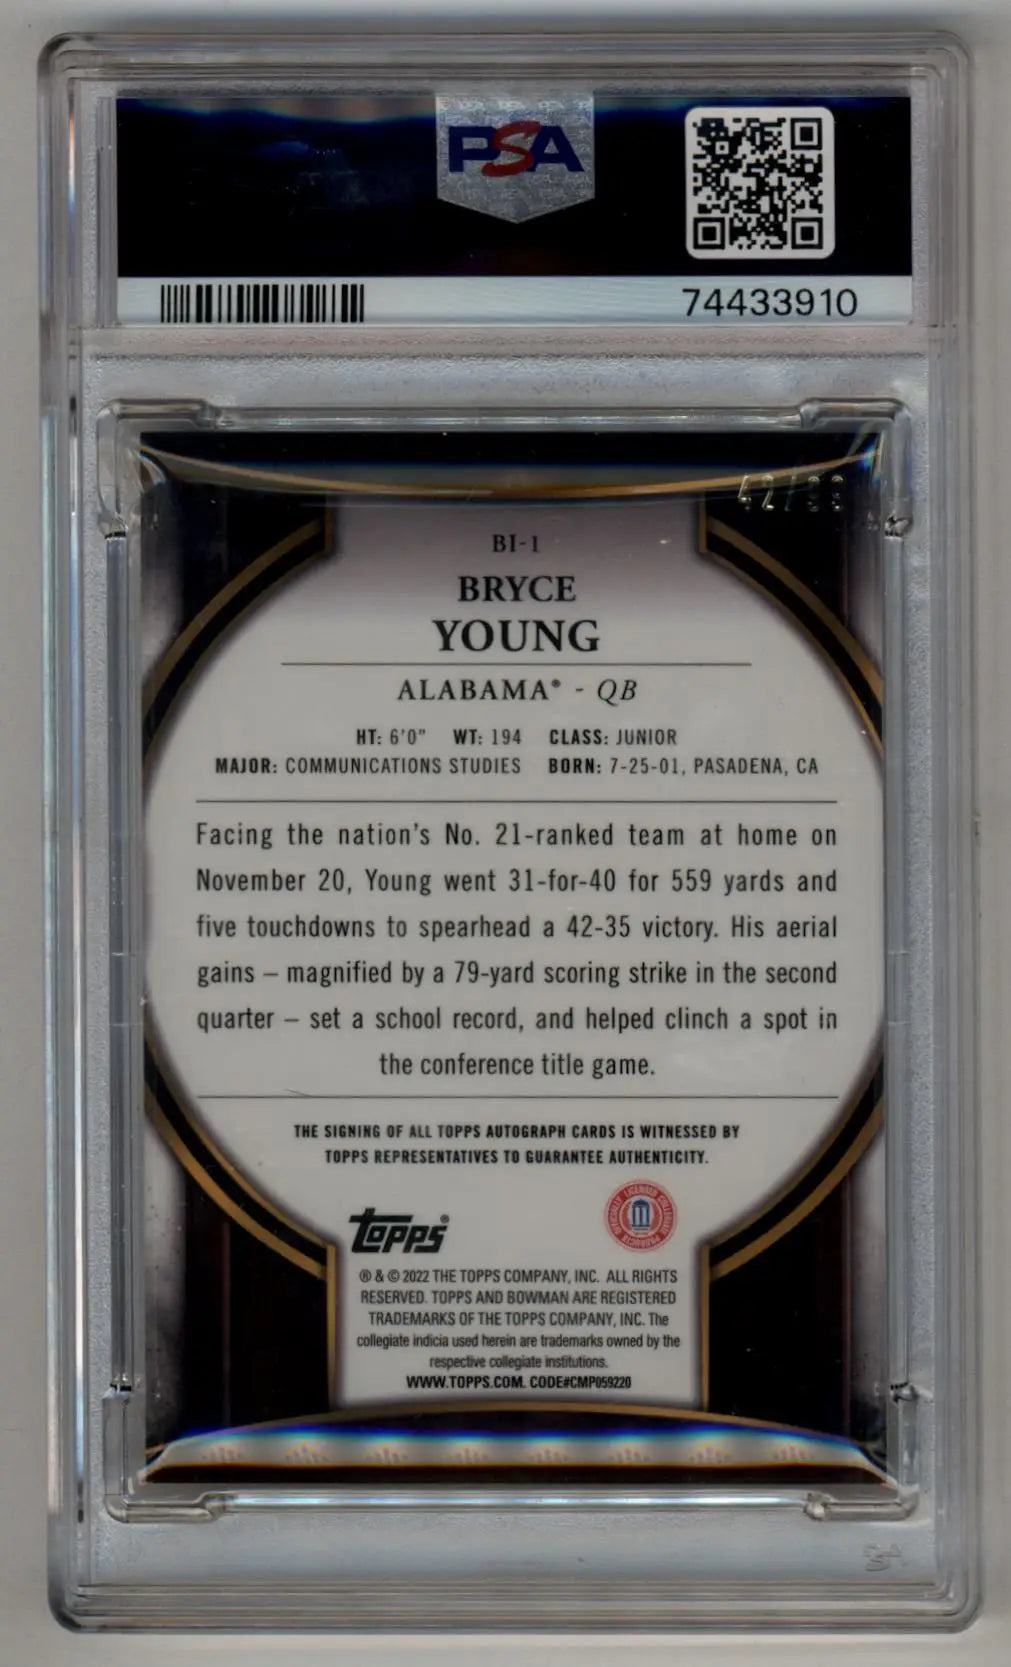 PSA
74433910
BI-1
BRYCE
YOUNG
ALABAMA® - QB
HT: 6'0" WT: 194 CLASS: JUNIOR
MAJOR: COMMUNICATIONS STUDIES BORN: 7-25-01, PASADENA, CA
Facing the nation's No. 21-ranked team at home on
November 20, Young went 31-for-40 for 559 yards and
five touchdowns to spearhead a 42-35 victory. His aerial
gains – magnified by a 79-yard scoring strike in the second
quarter – set a school record, and helped clinch a spot in
the conference title game.
THE SIGNING OF ALL TOPPS AUTOGRAPH CARDS IS WITNESSED BY
TOPPS REPRESENTATIVES TO GUARANTEE AUTHENTICITY.
topps®
OFFICIALLY LICENSED COLLEGIATE PRODUCTS
® & © 2022 THE TOPPS COMPANY, INC. ALL RIGHTS
RESERVED. TOPPS AND BOWMAN ARE REGISTERED
TRADEMARKS OF THE TOPPS COMPANY, INC. The
collegiate indicia used herein are trademarks owned by the
respective collegiate institutions.
WWW.TOPPS.COM. CODE#CMP059220
PSA